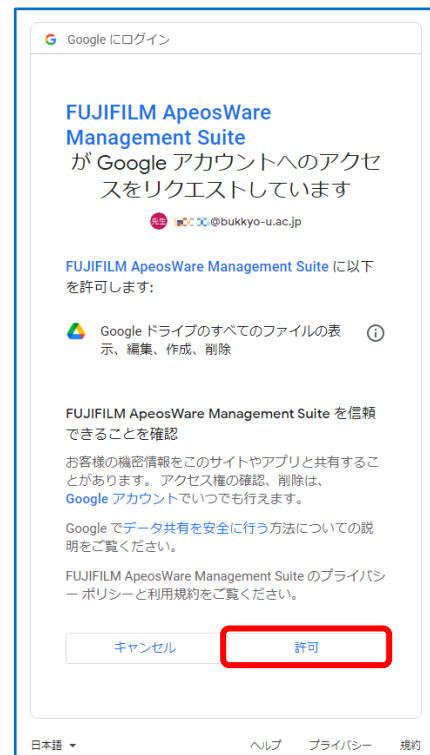 Google にログイン
FUJIFILM ApeosWare
Management Suite
が Google アカウントへのアクセ
スをリクエストしています
先生 @bukkyo-u.ac.jp
FUJIFILM ApeosWare Management Suite に以下
を許可します:
Google ドライブのすべてのファイルの表
示、編集、作成、削除
FUJIFILM ApeosWare Management Suite を信頼
できることを確認
お客様の機密情報をこのサイトやアプリと共有するこ
とがあります。 アクセス権の確認、削除は、
Google アカウントでいつでも行えます。
Google でデータ共有を安全に行う方法についての説
明をご覧ください。
FUJIFILM ApeosWare Management Suite のプライバシ
ー ポリシーと利用規約をご覧ください。
キャンセル 許可
日本語 ヘルプ プライバシー 規約